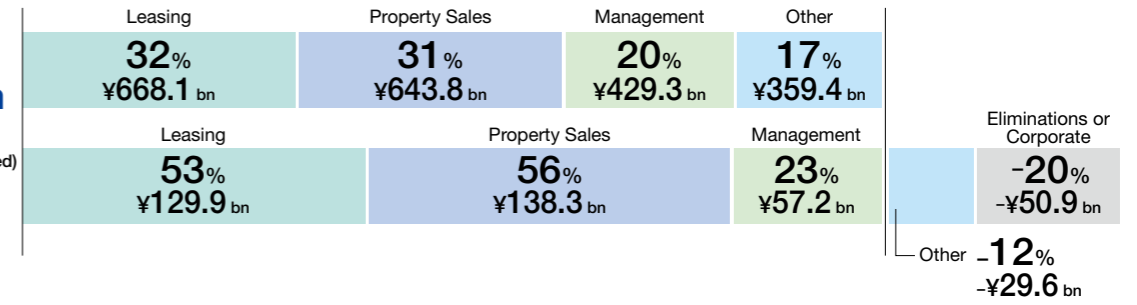 Leasing Property Sales Management Other
32% 31% 20% 17%
¥668.1 bn ¥643.8 bn ¥429.3 bn ¥359.4 bn
Eliminations or
Corporate
Leasing Property Sales Management
53% 56% 23% -20%
¥129.9 bn ¥138.3 bn ¥57.2 bn -¥50.9 bn
Other -12%
-¥29.6 bn